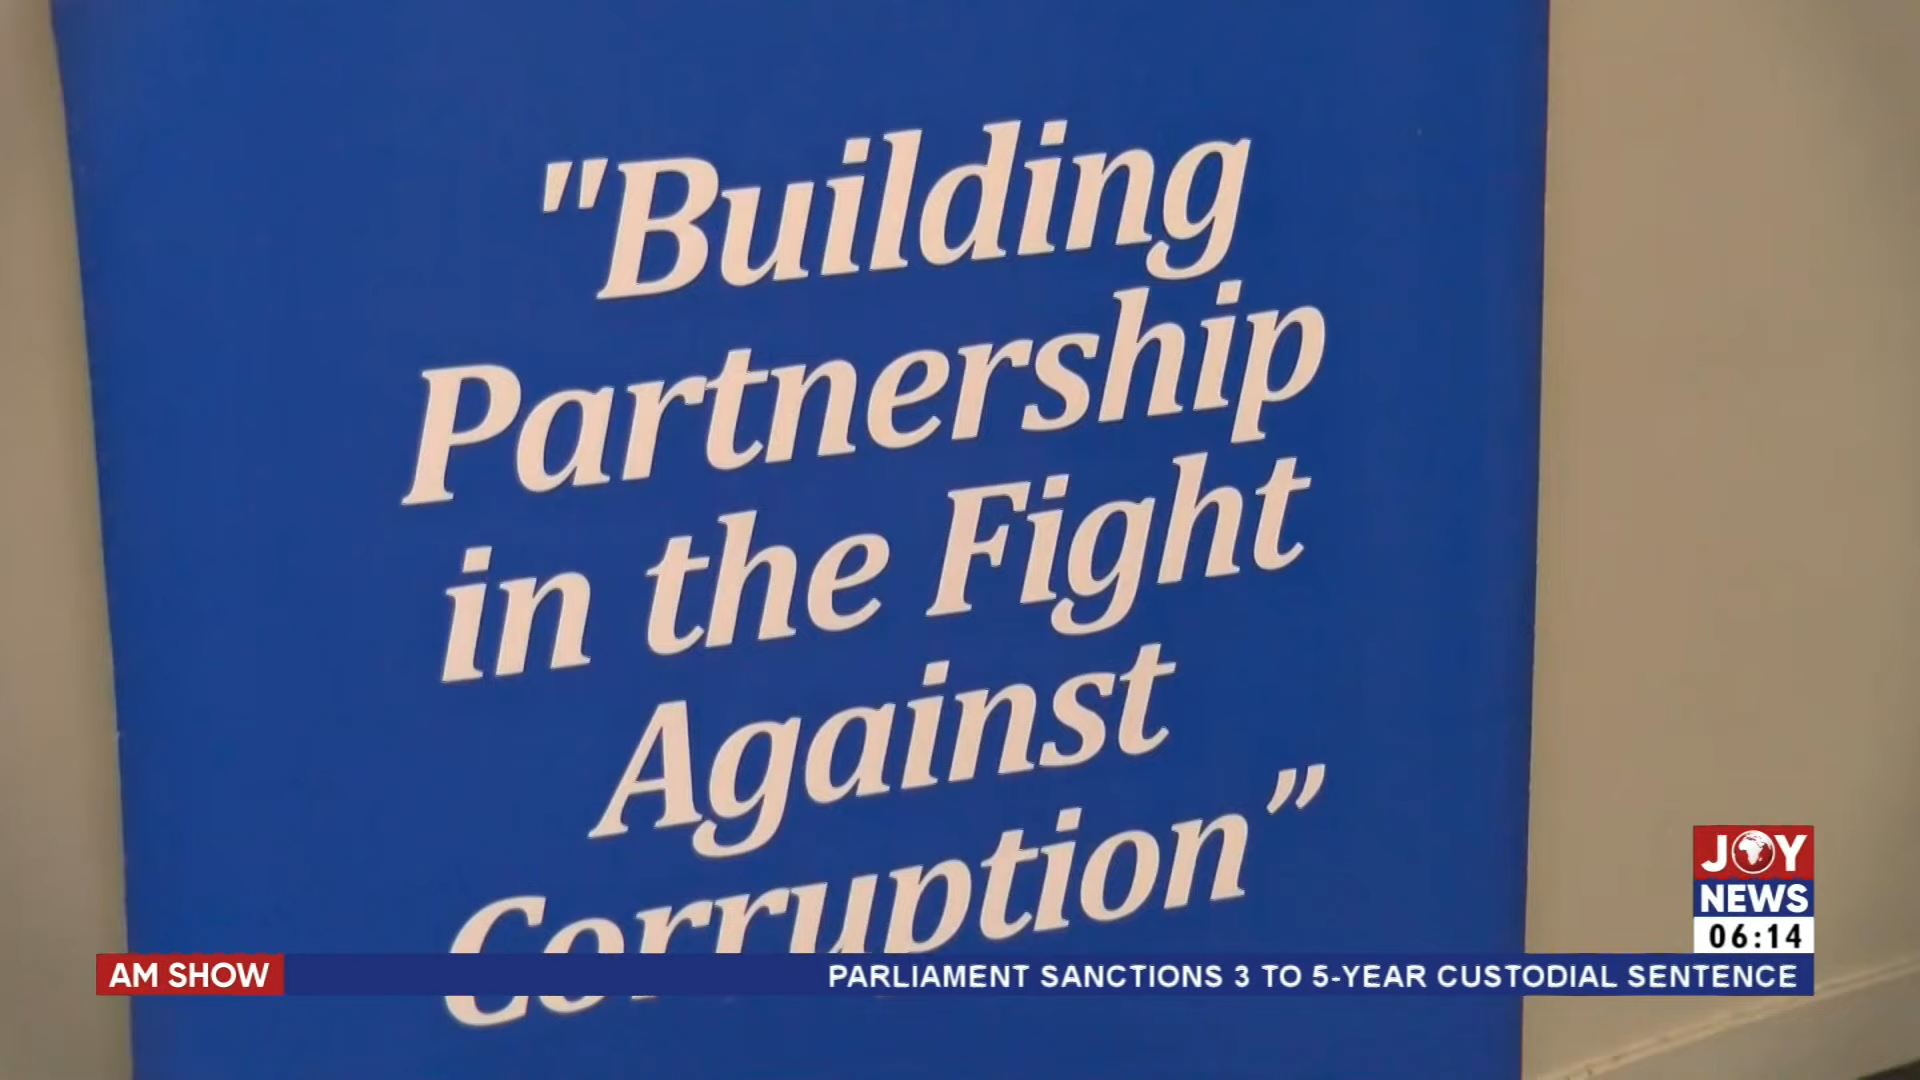 "Building
Partnership
in the Fight
Against
Corruption”
JOY
NEWS
06:14
AM SHOW
PARLIAMENT SANCTIONS 3 TO 5-YEAR CUSTODIAL SENTENCE